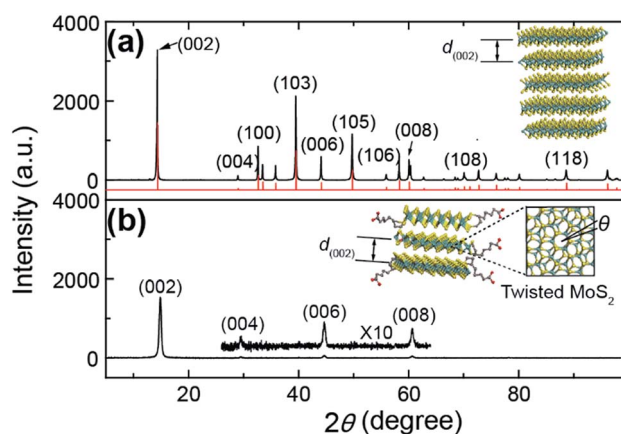 4000
(a)
(002)
d(002)
(103)
2000
(100)
(105)
(006)
(008)
(004)
(106)
(108)
(118)
0
Intensity (a.u.)
4000
(b)
d(002)
θ
Twisted MoS2
2000
(002)
(004)
(006)
X10
(008)
0
20 40 60 80
2θ (degree)